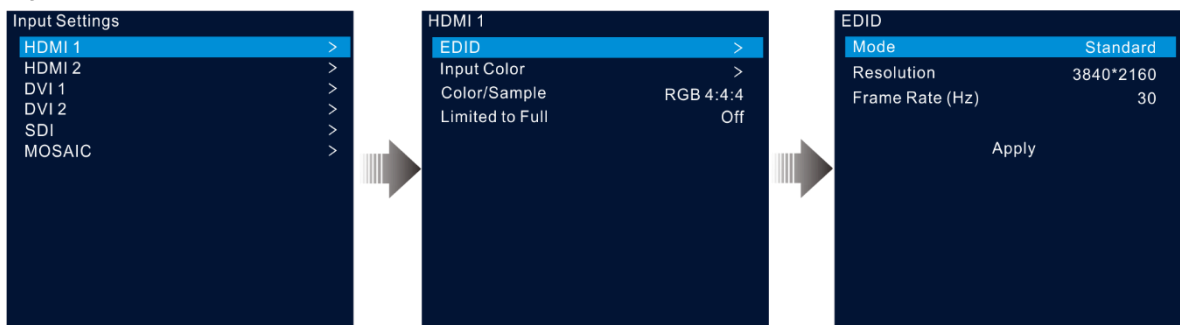 Input Settings
HDMI 1 >
HDMI 2 >
DVI 1 >
DVI 2 >
SDI >
MOSAIC >
HDMI 1
EDID >
Input Color >
Color/Sample RGB 4:4:4
Limited to Full Off
EDID
Mode Standard
Resolution 3840*2160
Frame Rate (Hz) 30
Apply